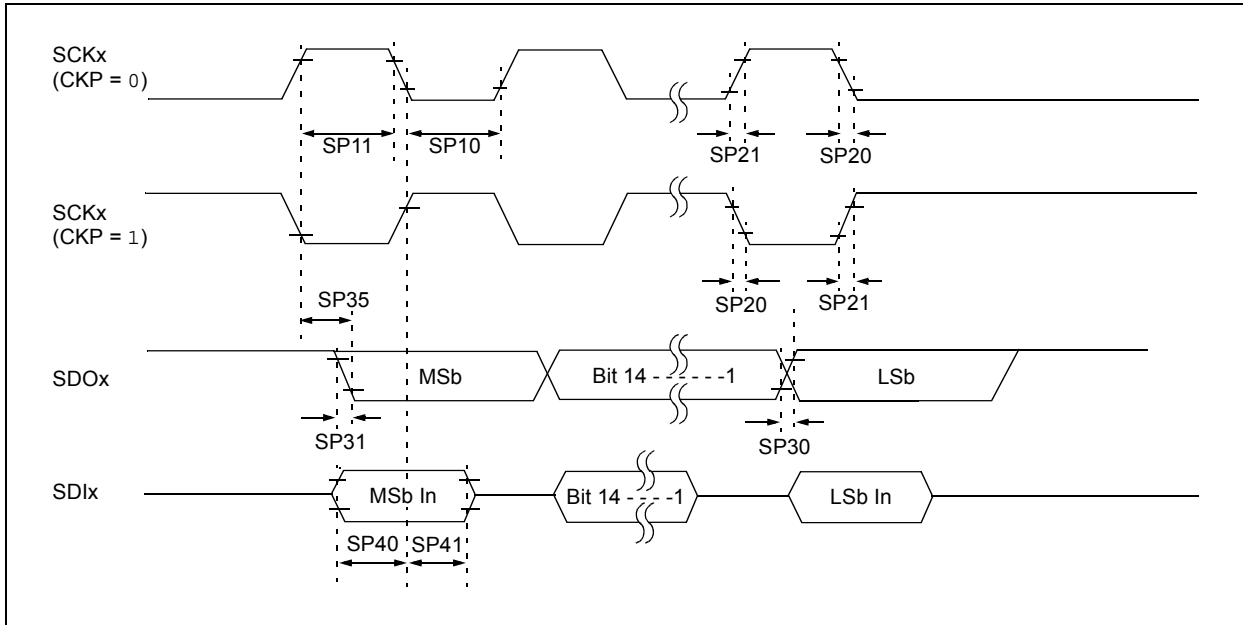 SCKx
(CKP = 0)
SP11
SP10
SP21
SP20
SCKx
(CKP = 1)
SP35
SP20
SP21
SDOx
MSb
Bit 14 - - - - - -1
LSb
SP31
SP30
SDIx
MSb In
Bit 14 - - - -1
LSb In
SP40
SP41